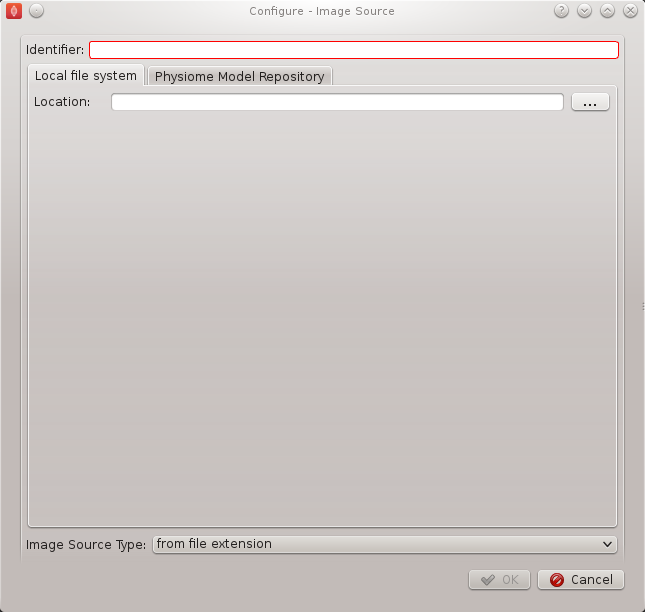 Configure - Image Source
Identifier:
Local file system
Physiome Model Repository
Location:
...
Image Source Type: from file extension
OK
Cancel